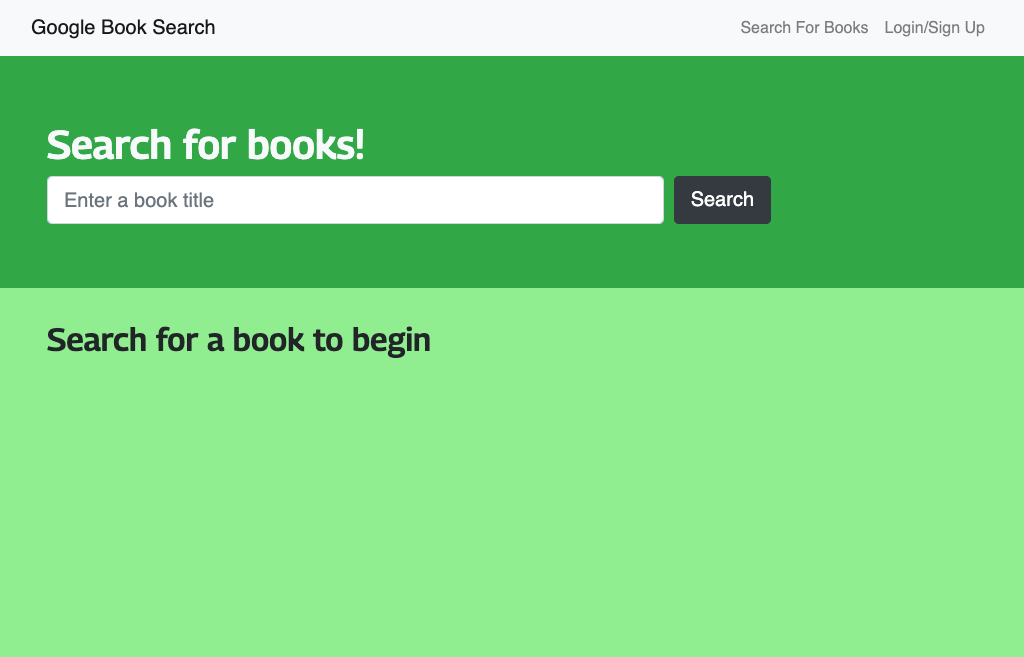 Google Book Search
Search For Books
Login/Sign Up
Search for books!
Enter a book title
Search
Search for a book to begin